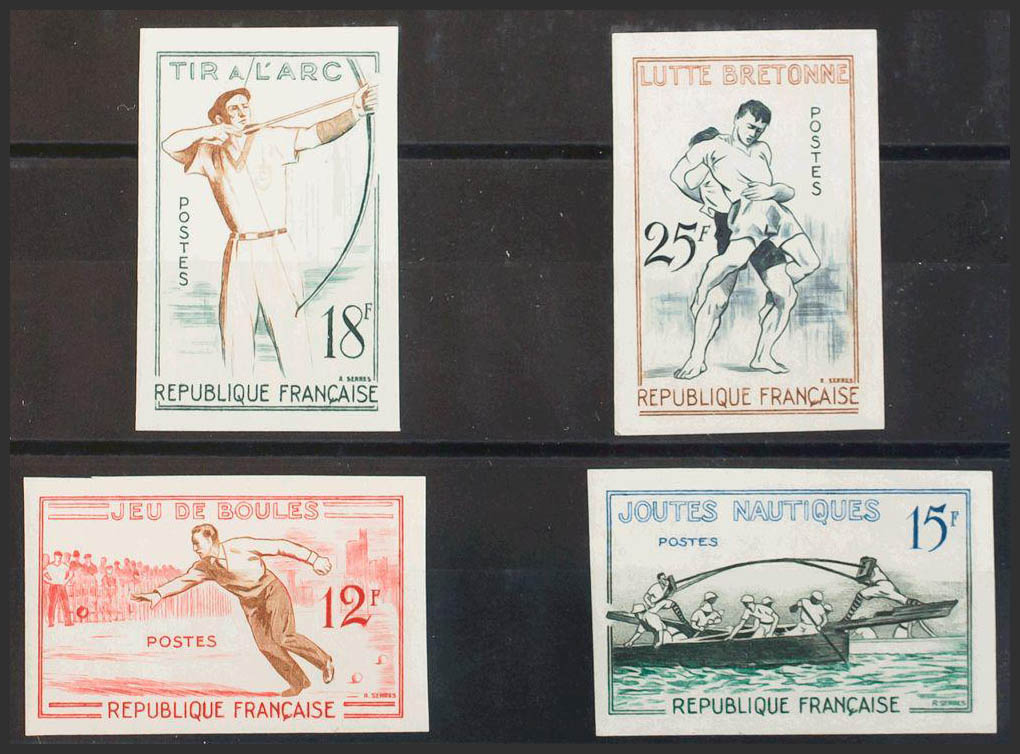 TIR A L'ARC
POSTES
18F
R. SERRES
REPUBLIQUE FRANÇAISE
LUTTE BRETONNE
POSTES
25F
R. SERRES
REPUBLIQUE FRANÇAISE
JEU DE BOULES
12F
POSTES
R. SERRES
REPUBLIQUE FRANÇAISE
JOUTES NAUTIQUES
15F
POSTES
REPUBLIQUE FRANÇAISE
R. SERRES